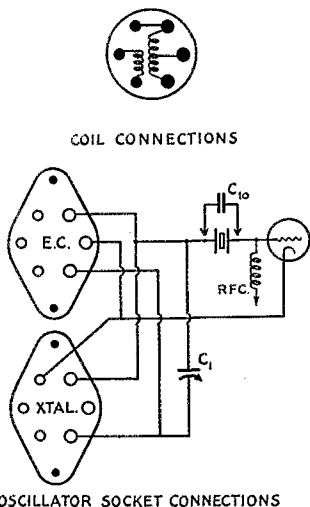 COIL CONNECTIONS
C10
E.C.
RFC.
C1
XTAL.
OSCILLATOR SOCKET CONNECTIONS